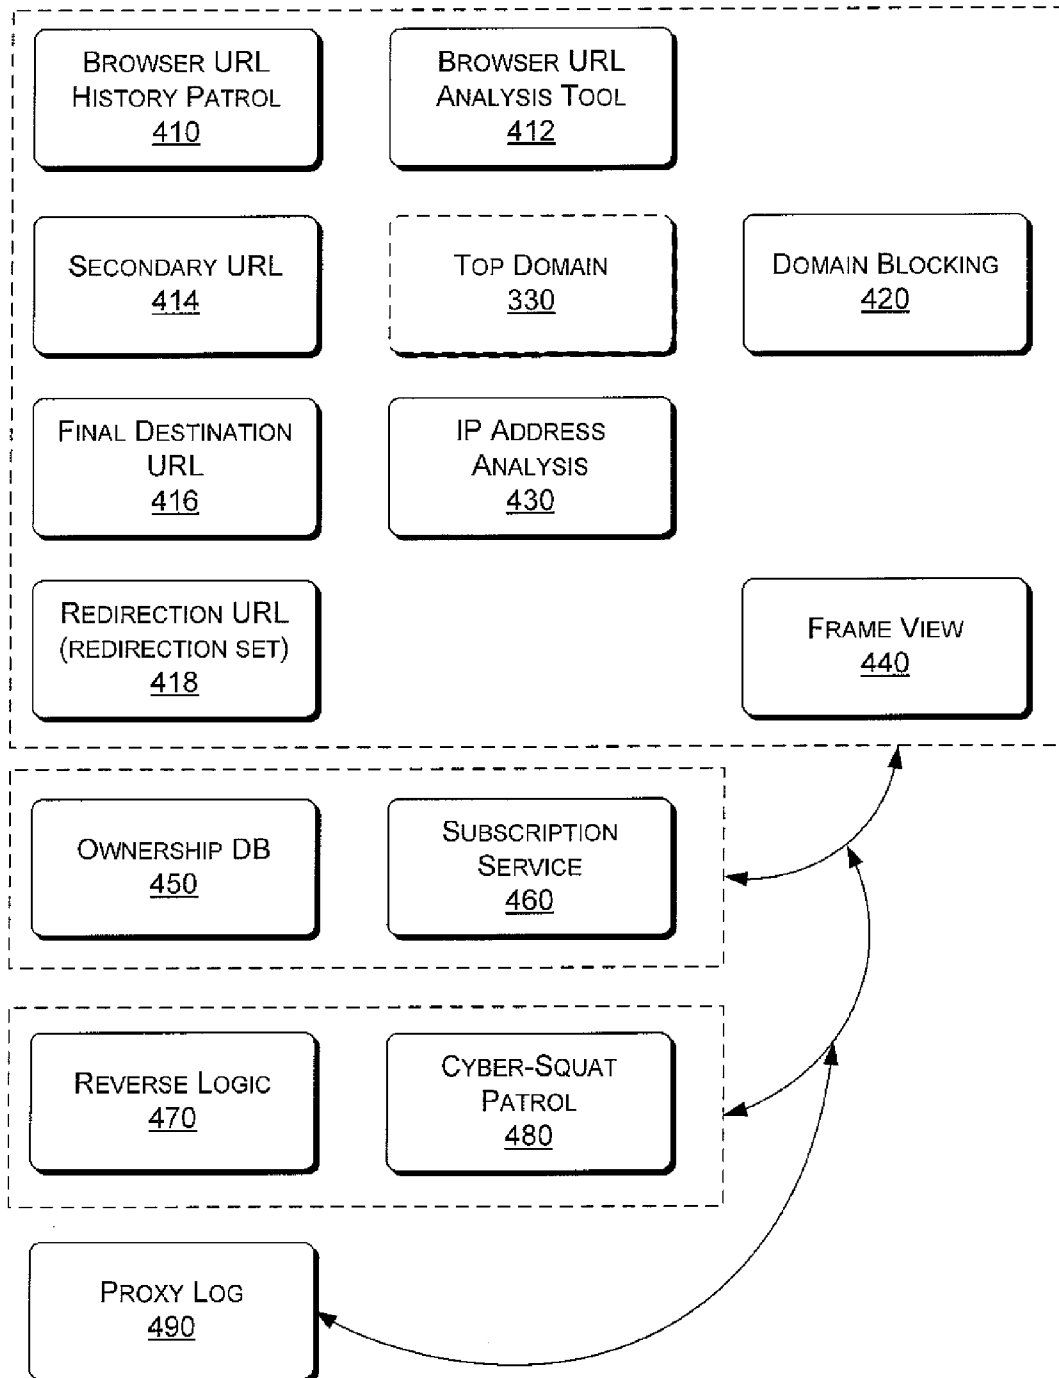 BROWSER URL
HISTORY PATROL
410
BROWSER URL
ANALYSIS TOOL
412
SECONDARY URL
414
TOP DOMAIN
330
DOMAIN BLOCKING
420
FINAL DESTINATION
URL
416
IP ADDRESS
ANALYSIS
430
REDIRECTION URL
(REDIRECTION SET)
418
FRAME VIEW
440
OWNERSHIP DB
450
SUBSCRIPTION
SERVICE
460
REVERSE LOGIC
470
CYBER-SQUAT
PATROL
480
PROXY LOG
490